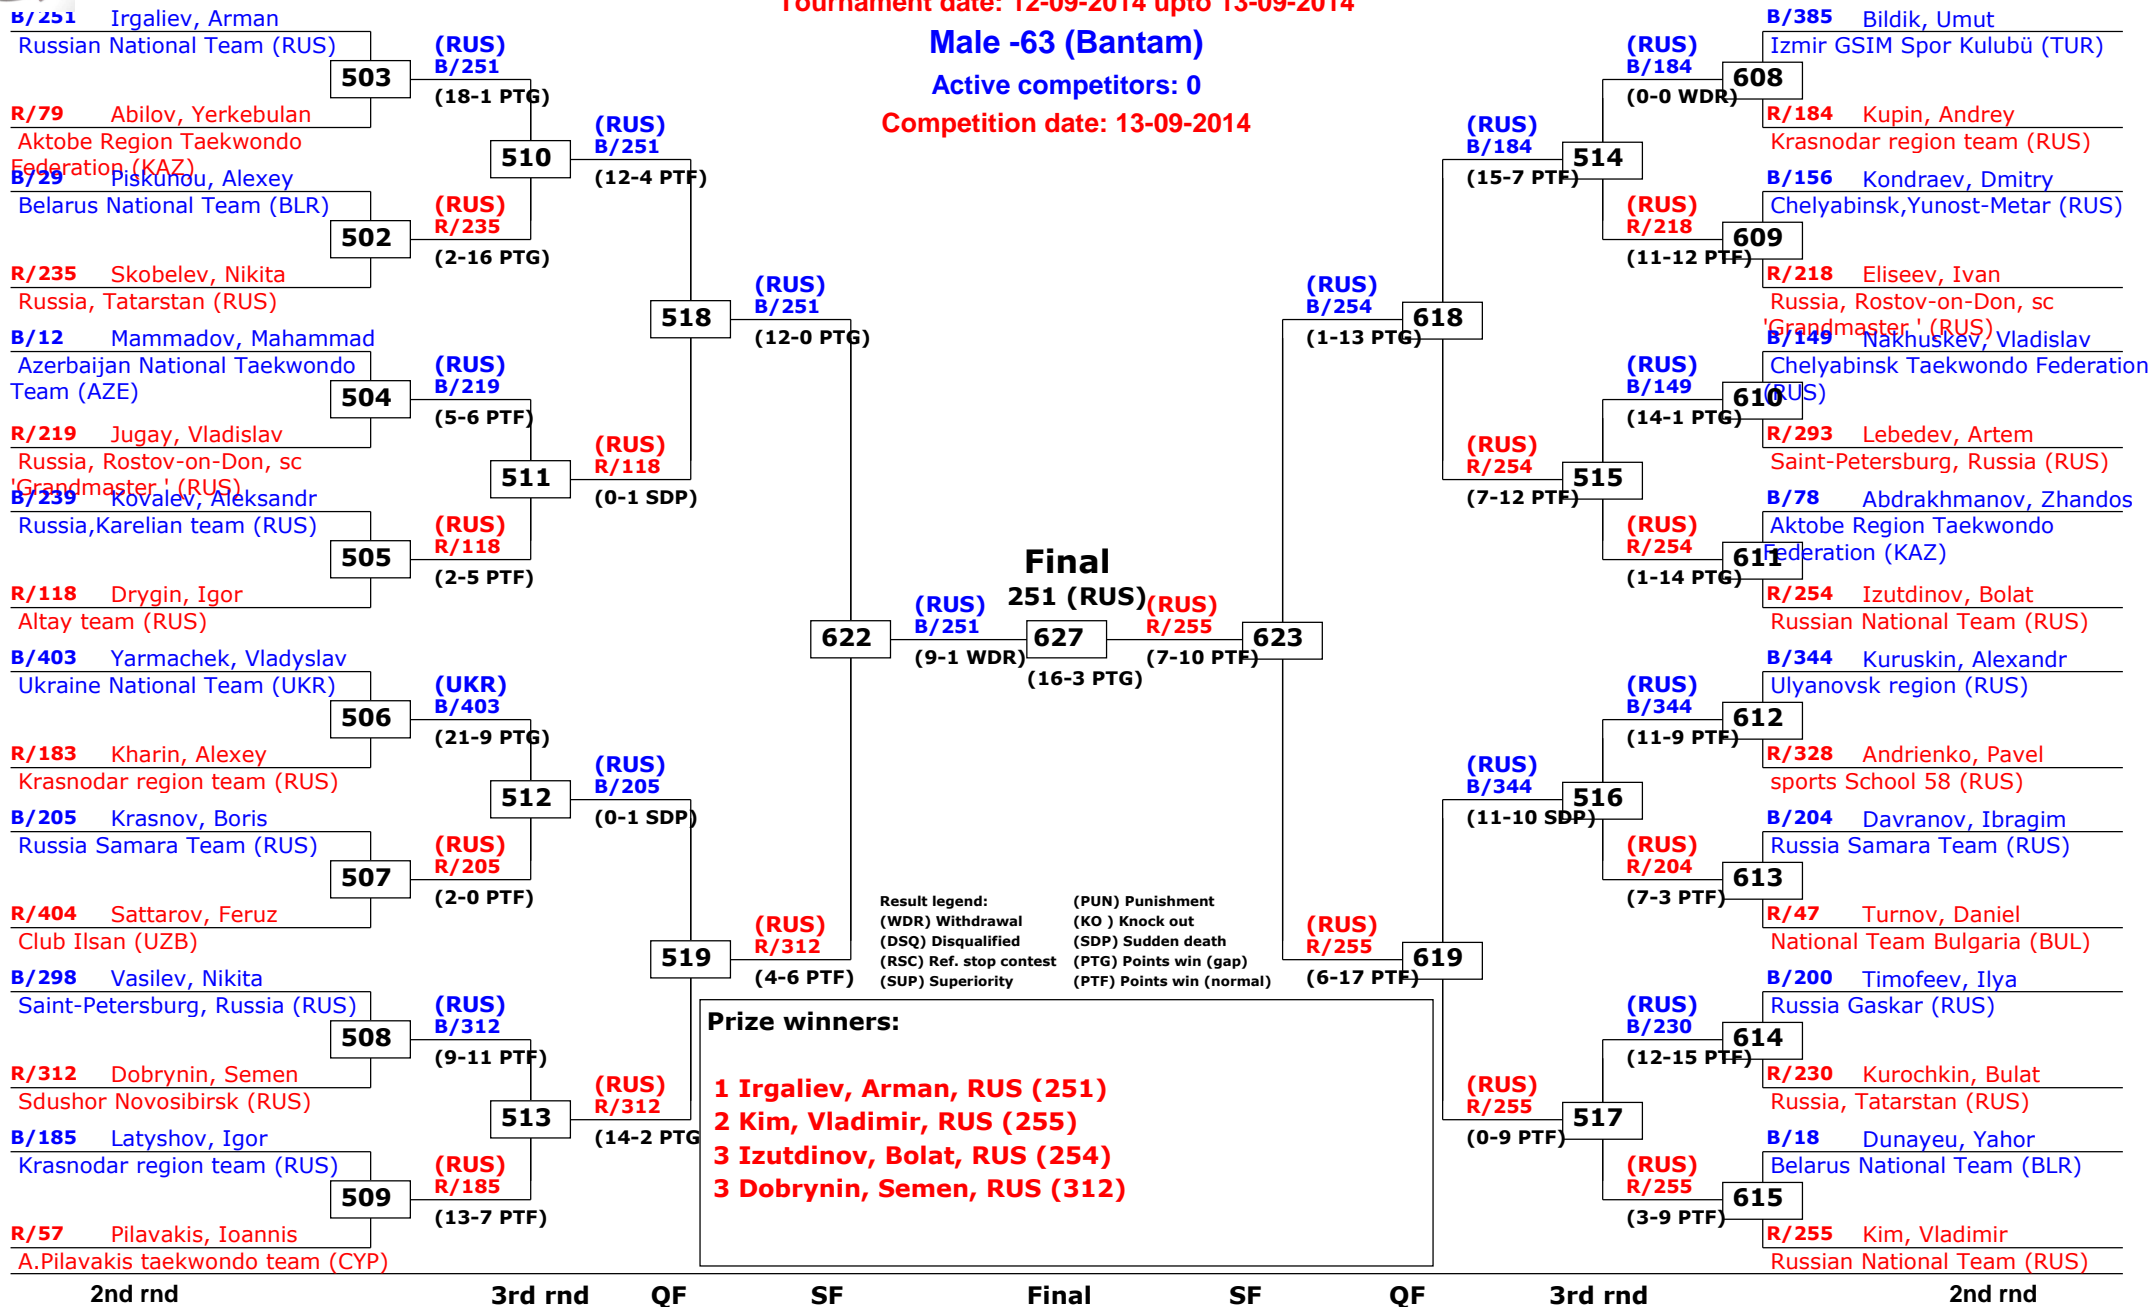 Tournament date: 12-09-2014 upto 13-09-2014
Male -63 (Bantam)
Active competitors: 0
Competition date: 13-09-2014
B/251 Irgaliev, Arman
Russian National Team (RUS)
503
R/79 Abilov, Yerkebulan
Aktobe Region Taekwondo
Federation (KAZ)
B/29 Piskunou, Alexey
Belarus National Team (BLR)
502
R/235 Skobelev, Nikita
Russia, Tatarstan (RUS)
B/12 Mammadov, Mahammad
Azerbaijan National Taekwondo
Team (AZE)
504
R/219 Jugay, Vladislav
Russia, Rostov-on-Don, sc
'Grandmaster ' (RUS)
B/239 Kovalev, Aleksandr
Russia,Karelian team (RUS)
505
R/118 Drygin, Igor
Altay team (RUS)
B/403 Yarmachek, Vladyslav
Ukraine National Team (UKR)
506
R/183 Kharin, Alexey
Krasnodar region team (RUS)
B/205 Krasnov, Boris
Russia Samara Team (RUS)
507
R/404 Sattarov, Feruz
Club Ilsan (UZB)
B/298 Vasilev, Nikita
Saint-Petersburg, Russia (RUS)
508
R/312 Dobrynin, Semen
Sdushor Novosibirsk (RUS)
B/185 Latyshov, Igor
Krasnodar region team (RUS)
509
R/57 Pilavakis, Ioannis
A.Pilavakis taekwondo team (CYP)
(RUS)
B/251
(18-1 PTG)
510
(RUS)
R/235
(2-16 PTG)
(RUS)
B/219
(5-6 PTF)
511
(RUS)
R/118
(2-5 PTF)
(UKR)
B/403
(21-9 PTG)
512
(RUS)
R/205
(2-0 PTF)
(RUS)
B/312
(9-11 PTF)
513
(RUS)
R/185
(13-7 PTF)
(RUS)
B/251
(12-4 PTF)
518
(RUS)
R/118
(0-1 SDP)
(RUS)
B/205
(0-1 SDP)
519
(RUS)
R/312
(14-2 PTG
(RUS)
B/251
(12-0 PTG)
622
(RUS)
R/312
(4-6 PTF)
Final
251 (RUS)
(RUS)
B/251
(9-1 WDR)
627
(16-3 PTG)
(RUS)
R/255
(7-10 PTF)
623
(RUS)
B/254
(1-13 PTG)
618
(RUS)
R/255
(6-17 PTF)
619
(RUS)
B/184
(15-7 PTF)
514
(RUS)
R/254
(7-12 PTF)
515
(RUS)
B/344
(11-10 SDP)
516
(RUS)
R/255
(0-9 PTF)
517
(RUS)
B/184
(0-0 WDR)
608
(RUS)
R/218
(11-12 PTF)
609
(RUS)
B/149
(14-1 PTG)
610
(RUS)
R/254
(1-14 PTG)
611
(RUS)
B/344
(11-9 PTF)
612
(RUS)
R/204
(7-3 PTF)
613
(RUS)
B/230
(12-15 PTF)
614
(RUS)
R/255
(3-9 PTF)
615
B/385 Bildik, Umut
Izmir GSIM Spor Kulubü (TUR)
R/184 Kupin, Andrey
Krasnodar region team (RUS)
B/156 Kondraev, Dmitry
Chelyabinsk,Yunost-Metar (RUS)
R/218 Eliseev, Ivan
Russia, Rostov-on-Don, sc
'Grandmaster ' (RUS)
B/149 Nakhuskev, Vladislav
Chelyabinsk Taekwondo Federation
(RUS)
R/293 Lebedev, Artem
Saint-Petersburg, Russia (RUS)
B/78 Abdrakhmanov, Zhandos
Aktobe Region Taekwondo
Federation (KAZ)
R/254 Izutdinov, Bolat
Russian National Team (RUS)
B/344 Kuruskin, Alexandr
Ulyanovsk region (RUS)
R/328 Andrienko, Pavel
sports School 58 (RUS)
B/204 Davranov, Ibragim
Russia Samara Team (RUS)
R/47 Turnov, Daniel
National Team Bulgaria (BUL)
B/200 Timofeev, Ilya
Russia Gaskar (RUS)
R/230 Kurochkin, Bulat
Russia, Tatarstan (RUS)
B/18 Dunayeu, Yahor
Belarus National Team (BLR)
R/255 Kim, Vladimir
Russian National Team (RUS)
Result legend: (PUN) Punishment
(WDR) Withdrawal (KO ) Knock out
(DSQ) Disqualified (SDP) Sudden death
(RSC) Ref. stop contest (PTG) Points win (gap)
(SUP) Superiority (PTF) Points win (normal)
Prize winners:
1 Irgaliev, Arman, RUS (251)
2 Kim, Vladimir, RUS (255)
3 Izutdinov, Bolat, RUS (254)
3 Dobrynin, Semen, RUS (312)
2nd rnd 3rd rnd QF SF Final SF QF 3rd rnd 2nd rnd